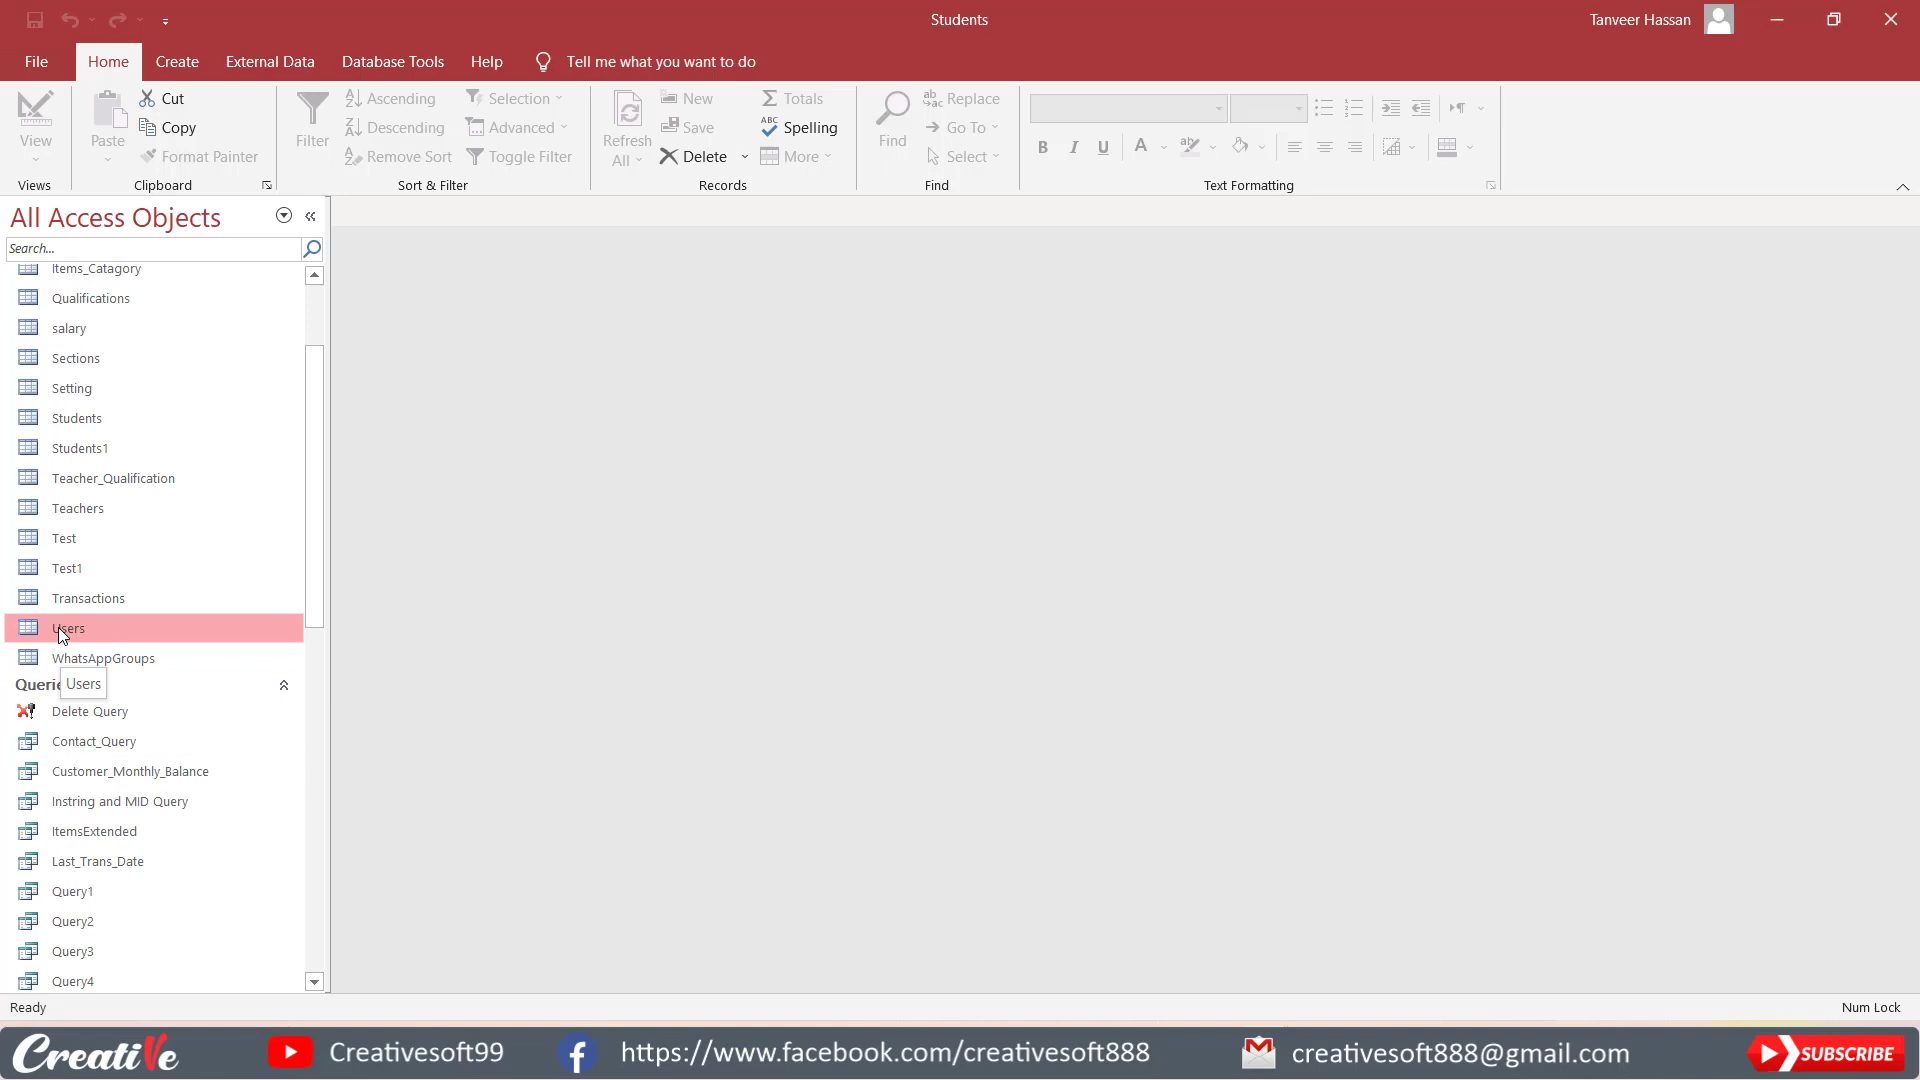 Students
Tanveer Hassan
File Home Create External Data Database Tools Help Tell me what you want to do
View
Views
Paste
Cut
Copy
Format Painter
Clipboard
Filter
Ascending
Descending
Remove Sort
Selection
Advanced
Toggle Filter
Sort & Filter
Refresh
All
New
Save
Delete
Totals
Spelling
More
Records
Find
Replace
Go To
Select
Find
B I U A
Text Formatting
All Access Objects
Search...
Items_Catagory
Qualifications
salary
Sections
Setting
Students
Students1
Teacher_Qualification
Teachers
Test
Test1
Transactions
Users
WhatsAppGroups
Querie
Users
Delete Query
Contact_Query
Customer_Monthly_Balance
Instring and MID Query
ItemsExtended
Last_Trans_Date
Query1
Query2
Query3
Query4
Ready
Num Lock
CreatiVe Creativesoft99 https://www.facebook.com/creativesoft888 creativesoft888@gmail.com SUBSCRIBE